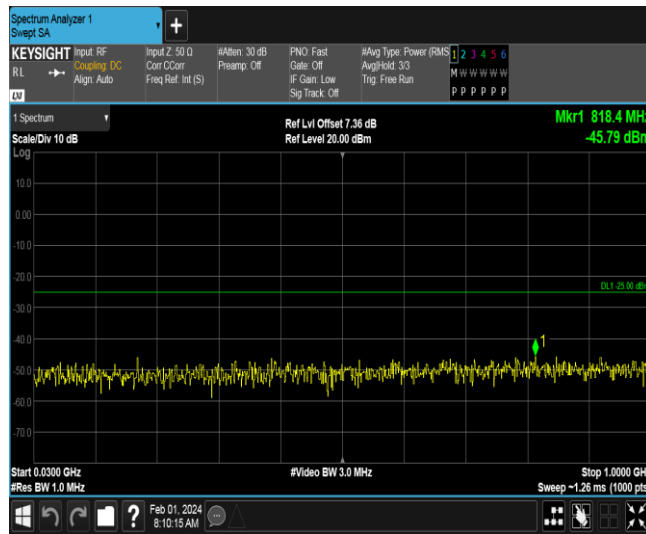 Spectrum Analyzer 1
Swept SA
+
KEYSIGHT
RL
LXI
Input: RF
Coupling: DC
Align: Auto
Input Z: 50 Ω
Corr CCorr
Freq Ref: Int (S)
#Atten: 30 dB
Preamp: Off
PNO: Fast
Gate: Off
IF Gain: Low
Sig Track: Off
#Avg Type: Power (RMS
Avg|Hold: 3/3
Trig: Free Run
1 2 3 4 5 6
M W W W W W
P P P P P P
1 Spectrum
Scale/Div 10 dB
Log
Ref Lvl Offset 7.36 dB
Ref Level 20.00 dBm
Mkr1 818.4 MHz
-45.79 dBm
10.0
0.00
-10.0
-20.0
DL1 -25.00 dBm
-30.0
-40.0
1
-50.0
-60.0
-70.0
Start 0.0300 GHz
#Res BW 1.0 MHz
#Video BW 3.0 MHz
Stop 1.0000 GH
Sweep ~1.26 ms (1000 pts
?
Feb 01, 2024
8:10:15 AM